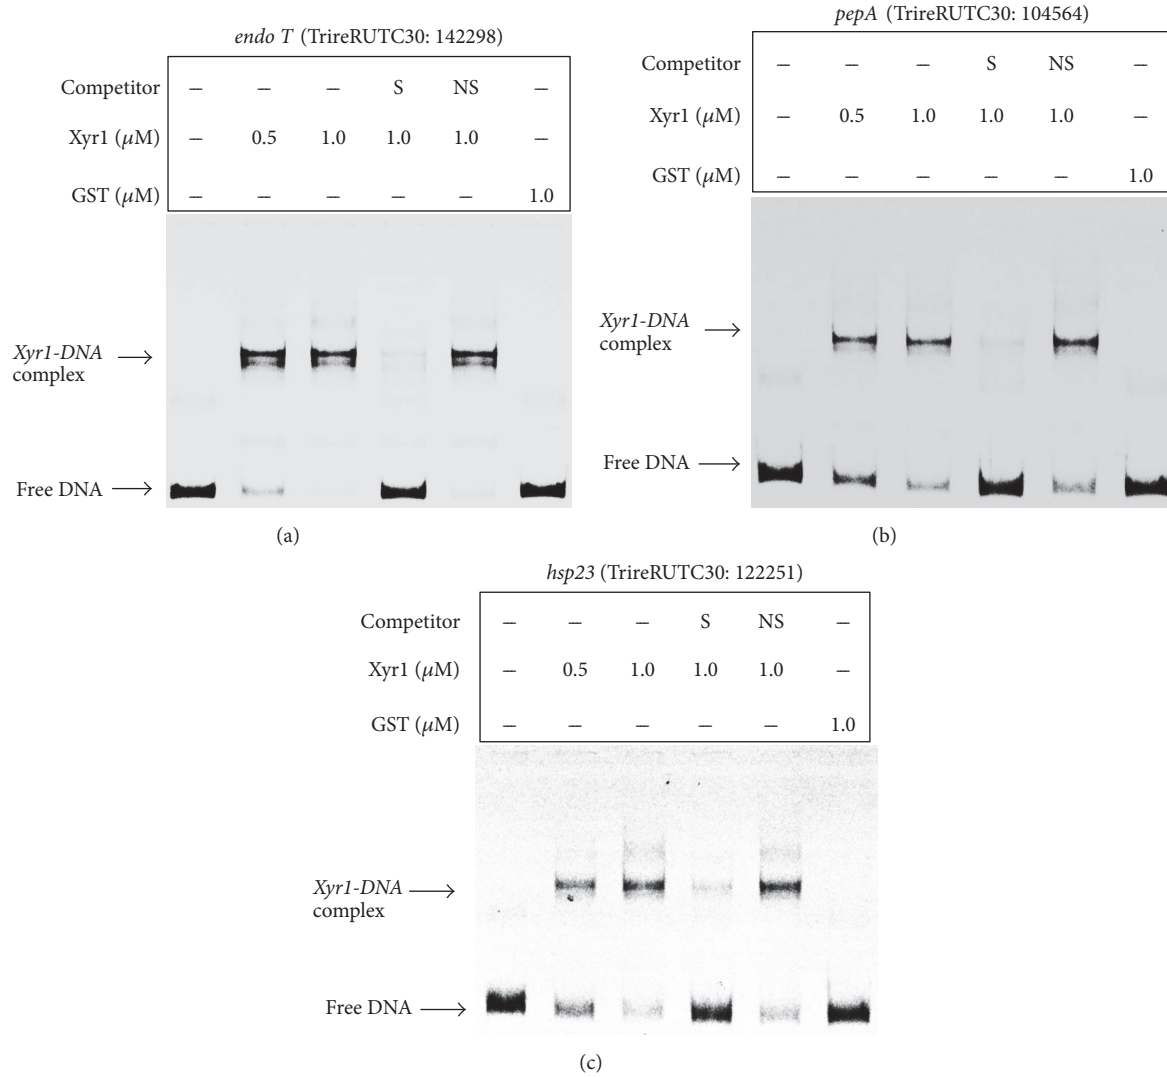 endo T (TrireRUTC30: 142298)
Competitor – – – S NS –
Xyr1 (μM) – 0.5 1.0 1.0 1.0 –
GST (μM) – – – – – 1.0
Xyr1-DNA
complex
Free DNA
(a)
pepA (TrireRUTC30: 104564)
Competitor – – – S NS –
Xyr1 (μM) – 0.5 1.0 1.0 1.0 –
GST (μM) – – – – – 1.0
Xyr1-DNA
complex
Free DNA
(b)
hsp23 (TrireRUTC30: 122251)
Competitor – – – S NS –
Xyr1 (μM) – 0.5 1.0 1.0 1.0 –
GST (μM) – – – – – 1.0
Xyr1-DNA
complex
Free DNA
(c)